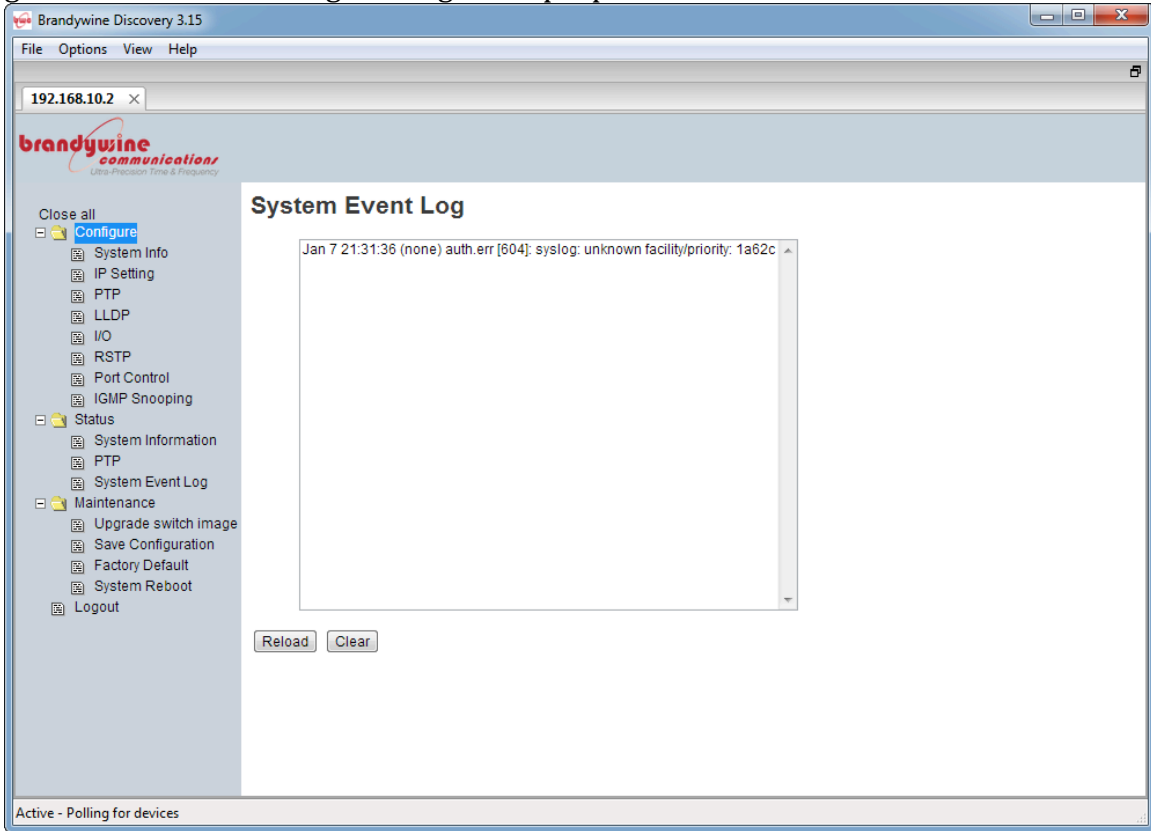 Brandywine Discovery 3.15
File Options View Help
192.168.10.2
brandywine
communications
Ultra-Precision Time & Frequency
Close all
Configure
System Info
IP Setting
PTP
LLDP
I/O
RSTP
Port Control
IGMP Snooping
Status
System Information
PTP
System Event Log
Maintenance
Upgrade switch image
Save Configuration
Factory Default
System Reboot
Logout
System Event Log
Jan 7 21:31:36 (none) auth.err [604]: syslog: unknown facility/priority: 1a62c
Reload Clear
Active - Polling for devices